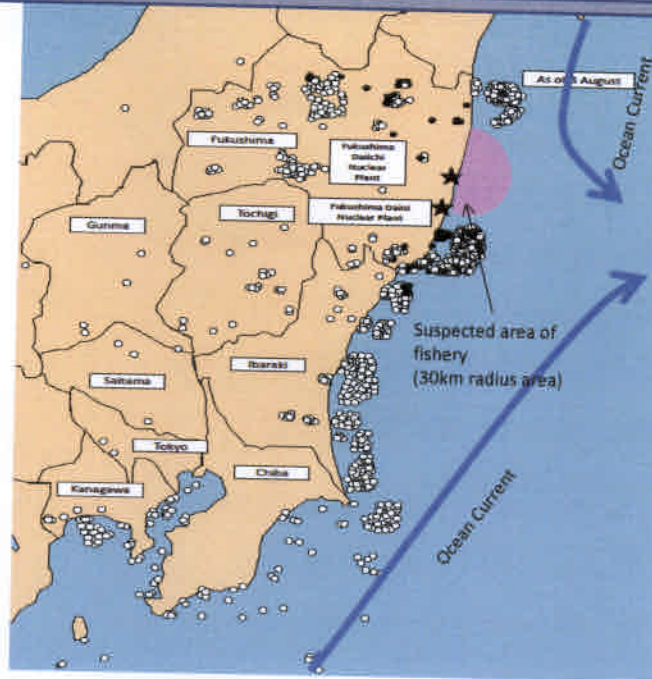 As of 3 August
Ocean Current
Fukushima
Fukushima
Daiichi
Nuclear
Plant
Fukushima Daini
Nuclear Plant
Gunma
Tochigi
Suspected area of
fishery
(30km radius area)
Ibaraki
Saitama
Tokyo
Chiba
Kanagawa
Ocean Current